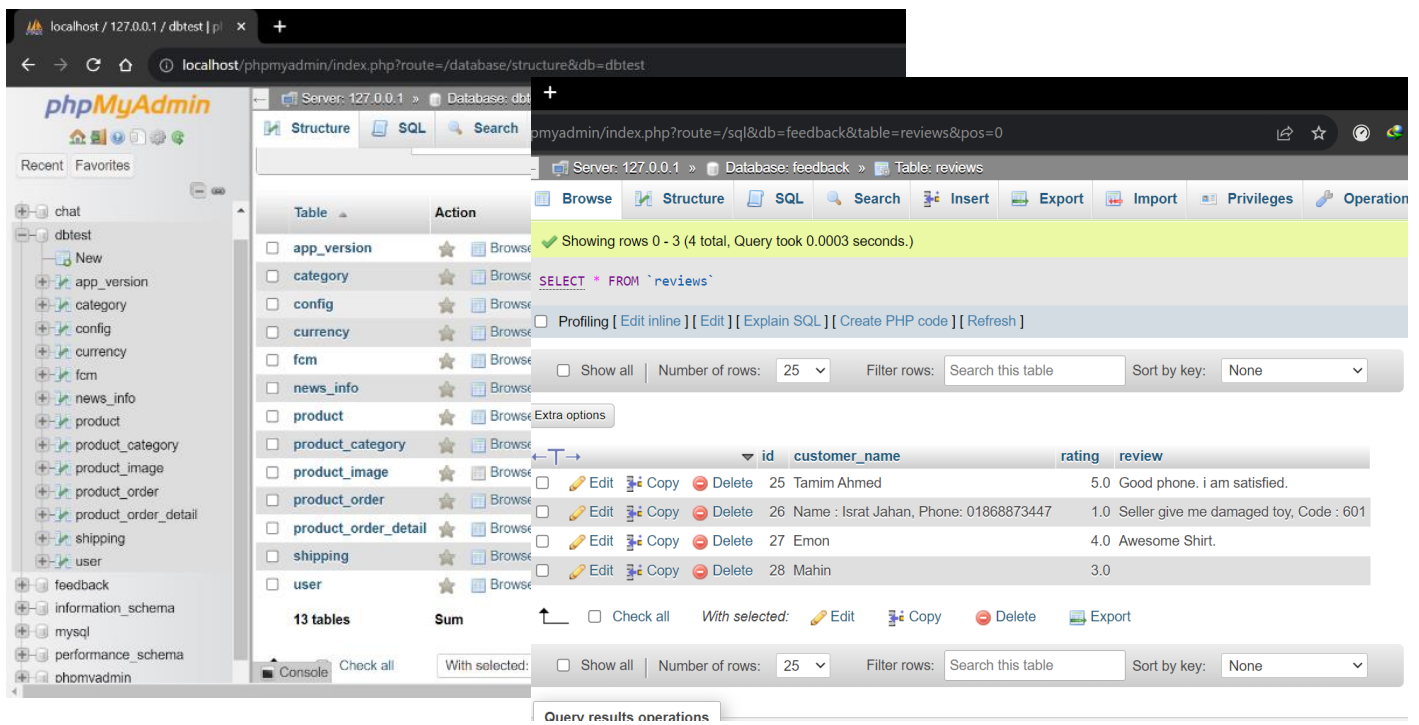 localhost / 127.0.0.1 / dbtest | pl
localhost/phpmyadmin/index.php?route=/database/structure&db=dbtest
phpMyAdmin
Recent Favorites
chat
dbtest
New
app_version
category
config
currency
fcm
news_info
product
product_category
product_image
product_order
product_order_detail
shipping
user
feedback
information_schema
mysql
performance_schema
phpmyadmin
Server: 127.0.0.1 » Database: dbt
Structure SQL Search
Table Action
app_version Browse
category Browse
config Browse
currency Browse
fcm Browse
news_info Browse
product Browse
product_category Browse
product_image Browse
product_order Browse
product_order_detail Browse
shipping Browse
user Browse
13 tables Sum
Check all With selected:
Console
pmyadmin/index.php?route=/sql&db=feedback&table=reviews&pos=0
Server: 127.0.0.1 » Database: feedback » Table: reviews
Browse Structure SQL Search Insert Export Import Privileges Operation
Showing rows 0 - 3 (4 total, Query took 0.0003 seconds.)
SELECT * FROM `reviews`
Profiling [ Edit inline ] [ Edit ] [ Explain SQL ] [ Create PHP code ] [ Refresh ]
Show all Number of rows: 25 Filter rows: Search this table Sort by key: None
Extra options
id customer_name rating review
Edit Copy Delete 25 Tamim Ahmed 5.0 Good phone. i am satisfied.
Edit Copy Delete 26 Name : Israt Jahan, Phone: 01868873447 1.0 Seller give me damaged toy, Code : 601
Edit Copy Delete 27 Emon 4.0 Awesome Shirt.
Edit Copy Delete 28 Mahin 3.0
Check all With selected: Edit Copy Delete Export
Show all Number of rows: 25 Filter rows: Search this table Sort by key: None
Query results operations